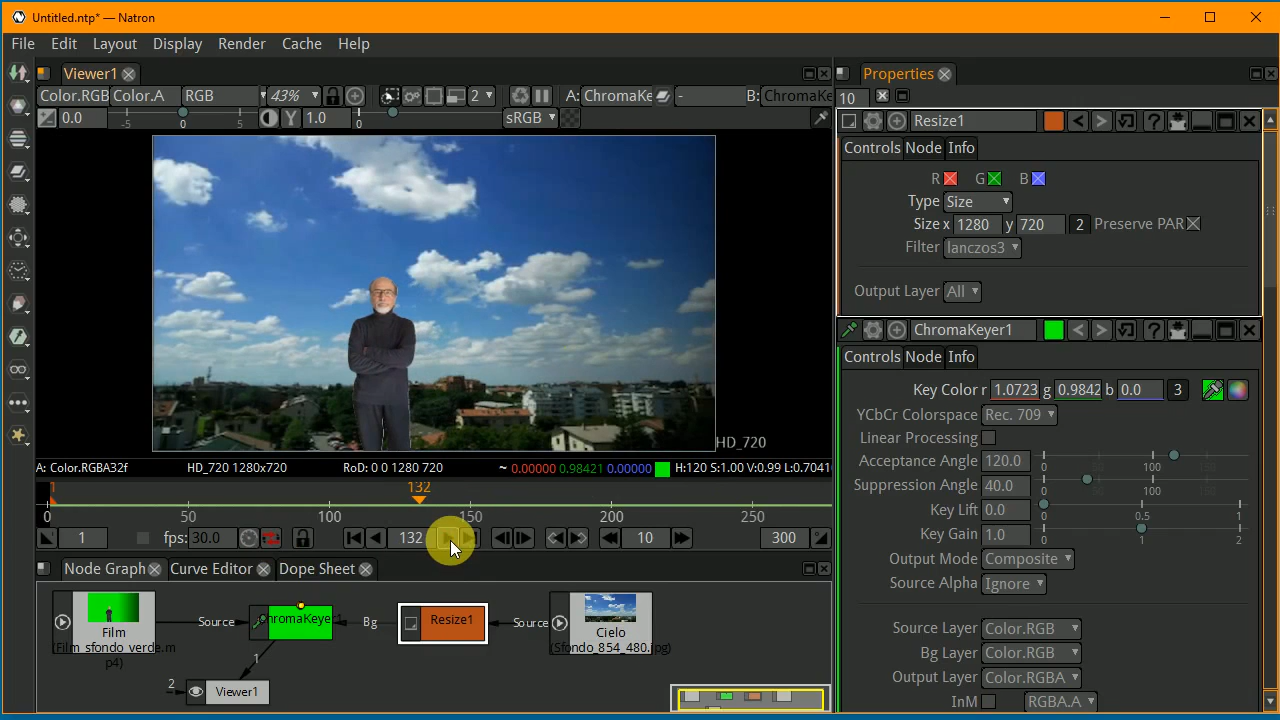 Untitled.ntp* — Natron
File Edit Layout Display Render Cache Help
Viewer1
Properties
Color.RGB Color.A RGB 43% 2 A: ChromaKe - B: ChromaKe
10
0.0 -5 0 5 Y 1.0 0 sRGB
Resize1
Controls Node Info
R G B
Type Size
Size x 1280 y 720 2 Preserve PAR
Filter lanczos3
Output Layer All
HD_720
ChromaKeyer1
Controls Node Info
Key Color r 1.0723 g 0.9842 b 0.0 3
YCbCr Colorspace Rec. 709
Linear Processing
Acceptance Angle 120.0 0 50 100 150
Suppression Angle 40.0 0 50 100 150
Key Lift 0.0 0 0.5 1
Key Gain 1.0 0 1 2
Output Mode Composite
Source Alpha Ignore
Source Layer Color.RGB
Bg Layer Color.RGB
Output Layer Color.RGBA
InM RGBA.A
A: Color.RGBA32f HD_720 1280x720 RoD: 0 0 1280 720 ~ 0.00000 0.98421 0.00000 H:120 S:1.00 V:0.99 L:0.7041
1 132
0 50 100 150 200 250
1 fps: 30.0 132 10 300
Node Graph Curve Editor Dope Sheet
Film
(Film_sfondo_verde.m
p4)
Source
ChromaKeyer1
Bg
Resize1
Source
Cielo
(Sfondo_854_480.jpg)
1
2
Viewer1